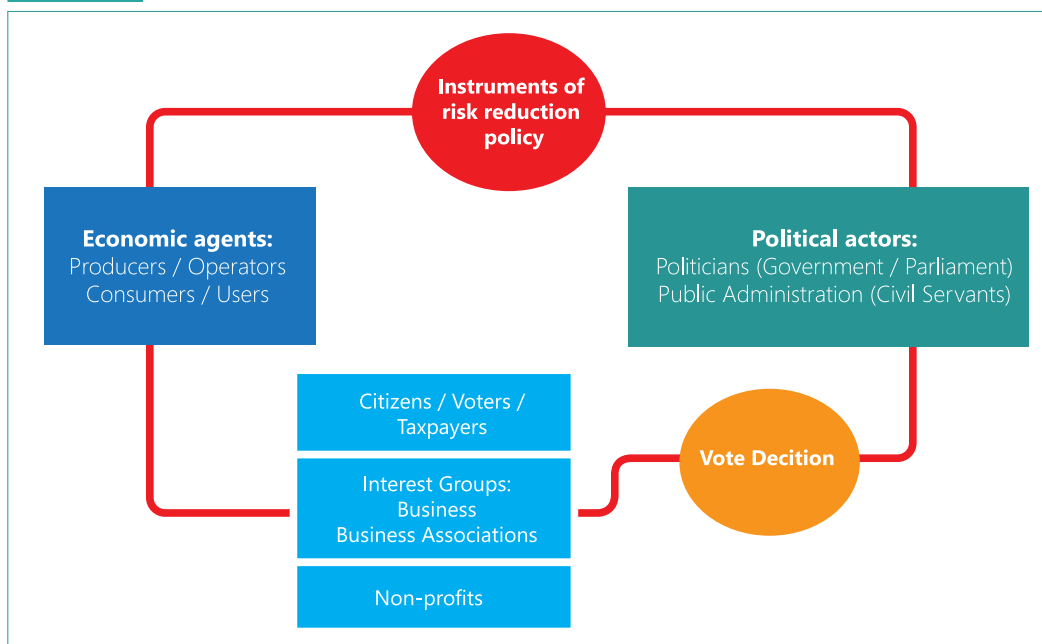 Instruments of
risk reduction
policy
Economic agents:
Producers / Operators
Consumers / Users
Political actors:
Politicians (Government / Parliament)
Public Administration (Civil Servants)
Citizens / Voters /
Taxpayers
Interest Groups:
Business
Business Associations
Non-profits
Vote Decition